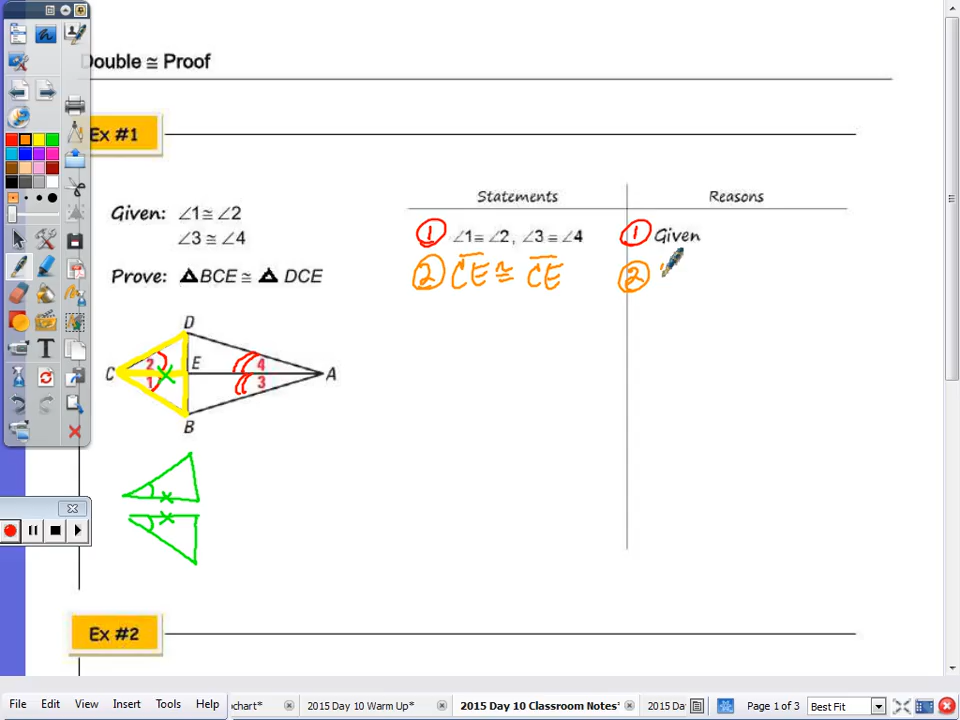 Double ≅ Proof
Ex #1
Statements
Reasons
Given: ∠1 ≅ ∠2
∠3 ≅ ∠4
① ∠1 ≅ ∠2, ∠3 ≅ ∠4
① Given
Prove: △BCE ≅ △ DCE
② C̅E̅ ≅ C̅E̅
②
D
2
E
4
C
1
3
A
B
T
Ex #2
File Edit View Insert Tools Help
chart*
2015 Day 10 Warm Up*
2015 Day 10 Classroom Notes*
2015 Da
Page 1 of 3
Best Fit